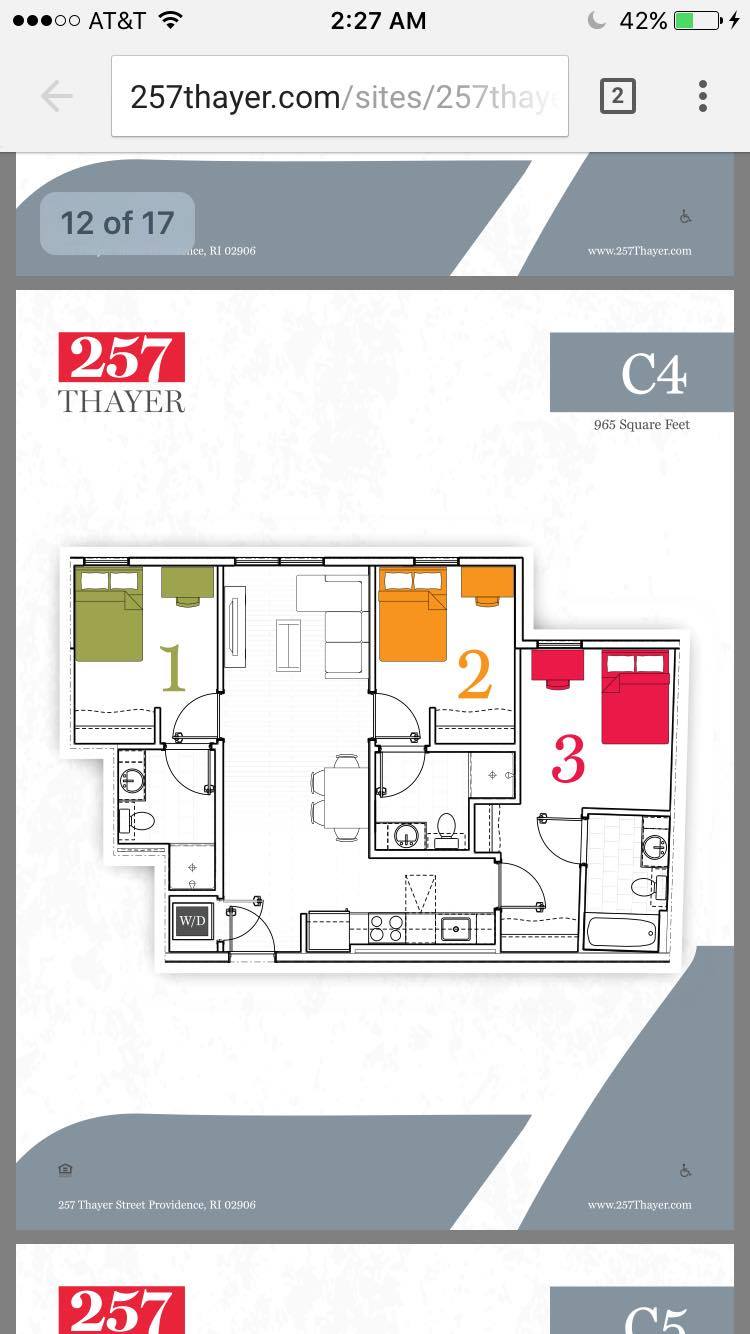 AT&T 2:27 AM 42%
257thayer.com/sites/257thaye
2
12 of 17
nce, RI 02906
www.257Thayer.com
257
THAYER
C4
965 Square Feet
1
2
3
W/D
257 Thayer Street Providence, RI 02906
www.257Thayer.com
257
C5